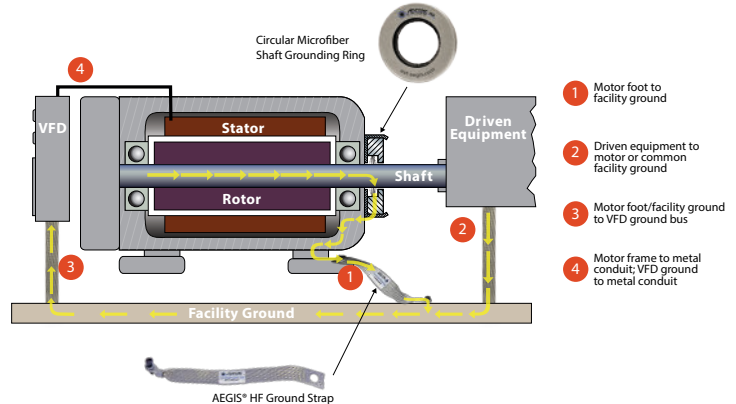 Circular Microfiber
Shaft Grounding Ring
4
VFD
Stator
Rotor
Shaft
Driven
Equipment
1
2
3
Facility Ground
AEGIS® HF Ground Strap
1 Motor foot to
facility ground
2 Driven equipment to
motor or common
facility ground
3 Motor foot/facility ground
to VFD ground bus
4 Motor frame to metal
conduit; VFD ground
to metal conduit